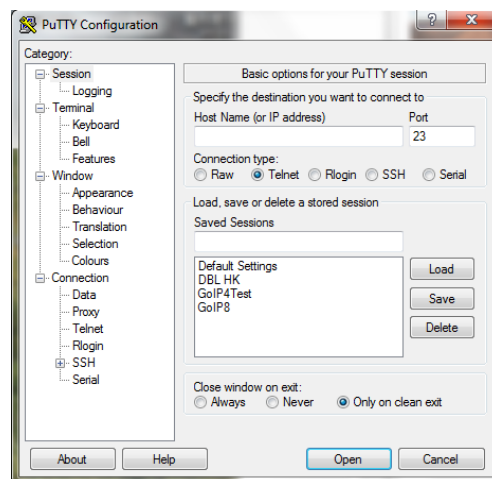 PuTTY Configuration
Category:
Session
Logging
Terminal
Keyboard
Bell
Features
Window
Appearance
Behaviour
Translation
Selection
Colours
Connection
Data
Proxy
Telnet
Rlogin
SSH
Serial
Basic options for your PuTTY session
Specify the destination you want to connect to
Host Name (or IP address) Port
23
Connection type:
Raw Telnet Rlogin SSH Serial
Load, save or delete a stored session
Saved Sessions
Default Settings
DBL HK
GoIP4Test
GoIP8
Load
Save
Delete
Close window on exit:
Always Never Only on clean exit
About Help Open Cancel